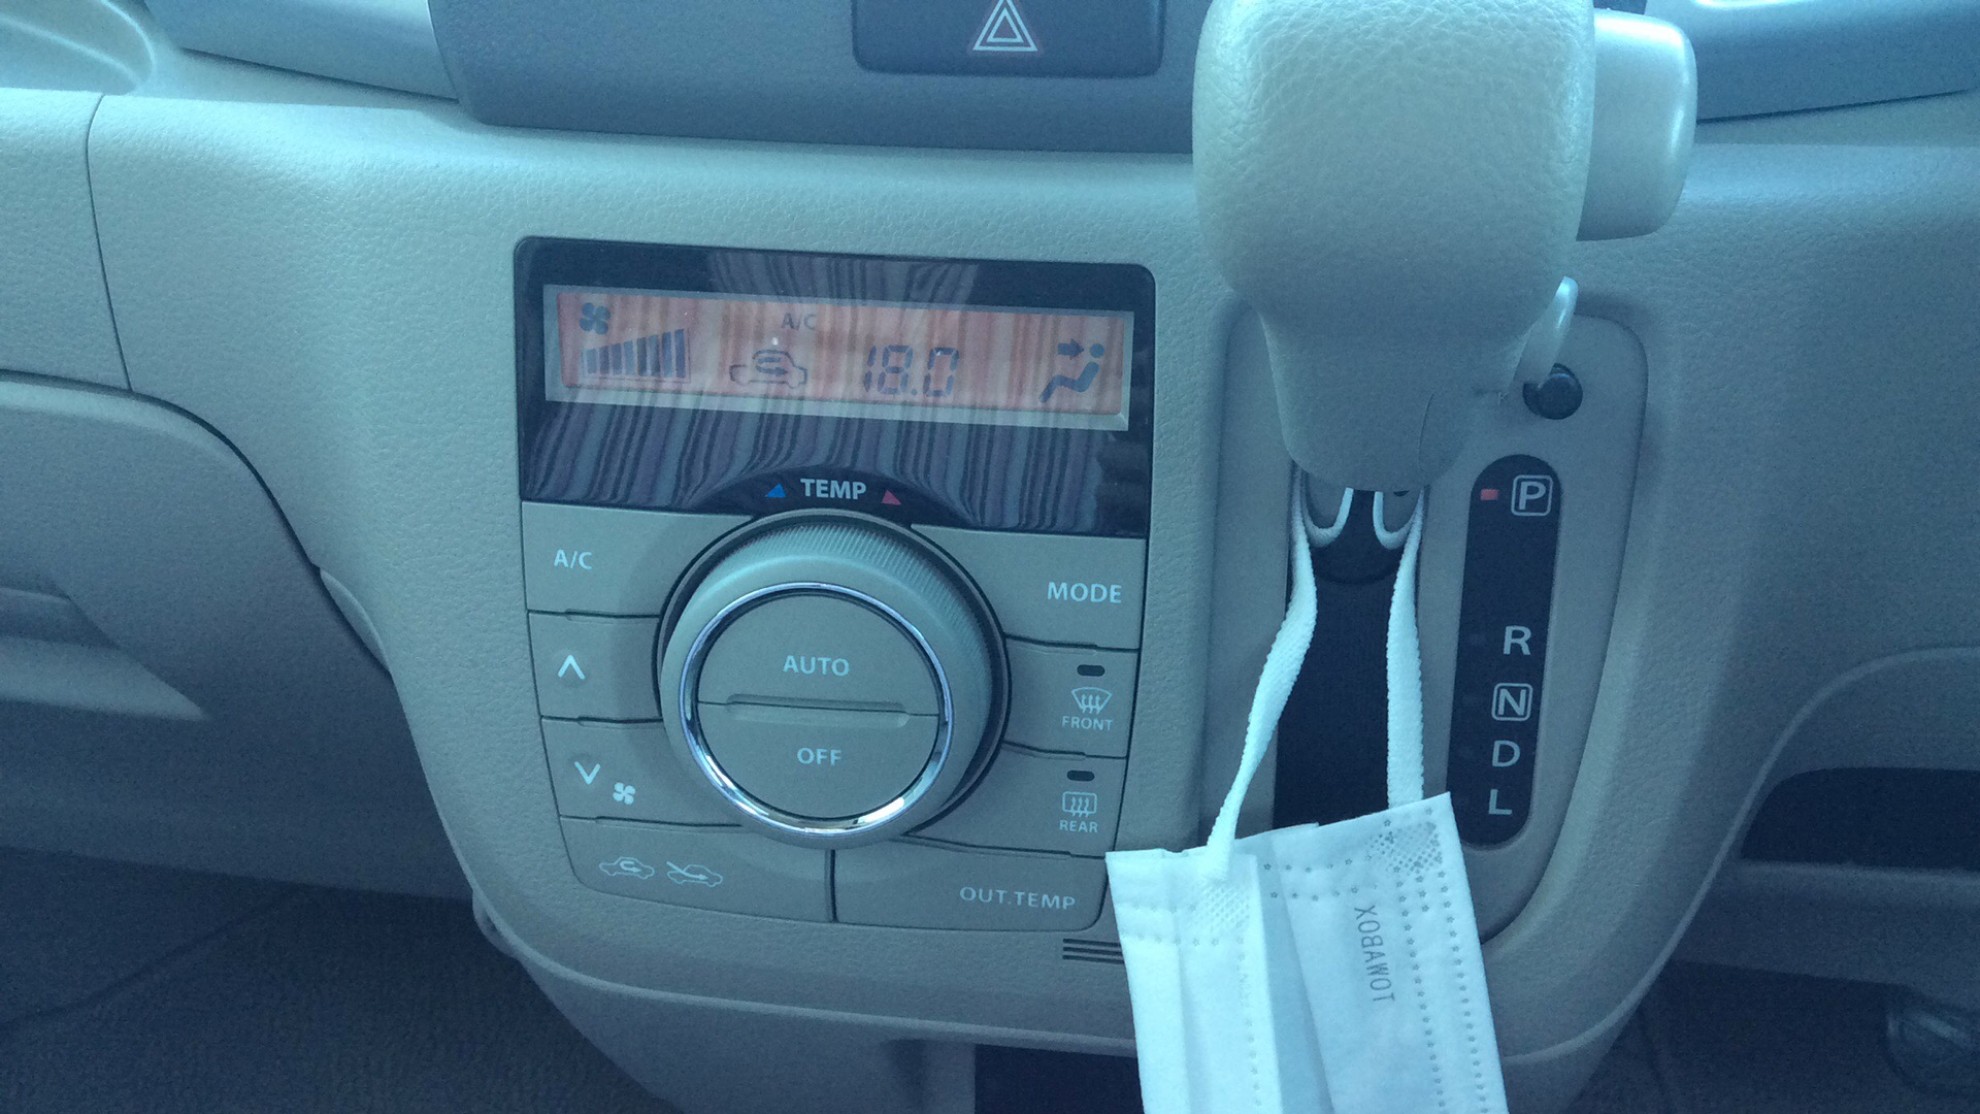 A/C
18.0
TEMP
A/C
MODE
AUTO
OFF
FRONT
REAR
OUT.TEMP
P
R
N
D
L
TOWABOX